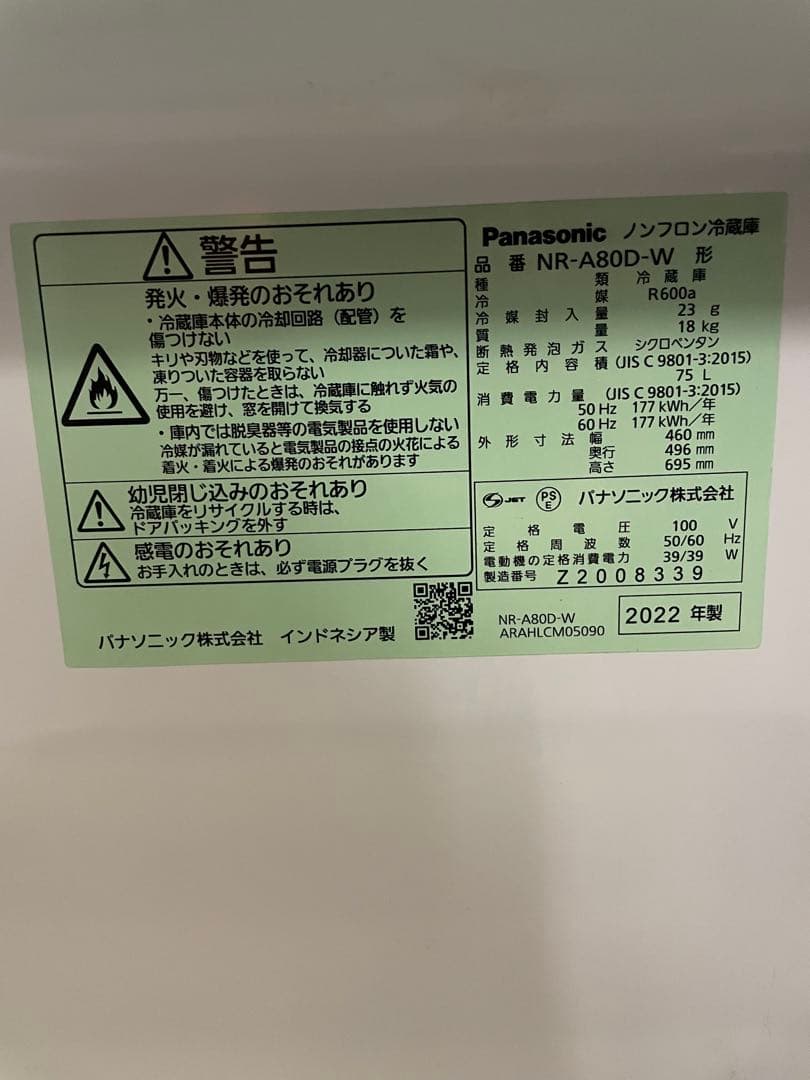 警告
発火・爆発のおそれあり
・冷蔵庫本体の冷却回路(配管)を
傷つけない
キリや刃物などを使って、冷却器についた霜や、
凍りついた容器を取らない
万一、傷つけたときは、冷蔵庫に触れず火気の
使用を避け、窓を開けて換気する
・庫内では脱臭器等の電気製品を使用しない
冷媒が漏れていると電気製品の接点の火花による
着火・着火による爆発のおそれがあります
幼児閉じ込みのおそれあり
冷蔵庫をリサイクルする時は、
ドアパッキングを外す
感電のおそれあり
お手入れのときは、必ず電源プラグを抜く
パナソニック株式会社 インドネシア製
Panasonic ノンフロン冷蔵庫
品番 NR-A80D-W 形
種類 冷蔵庫
冷媒 R600a
冷媒封入量 23 g
質量 18 kg
断熱発泡ガス シクロペンタン
定格内容積 (JIS C 9801-3:2015)
75 L
消費電力量 (JIS C 9801-3:2015)
50 Hz 177 kWh/年
60 Hz 177 kWh/年
外形寸法 幅 460 mm
奥行 496 mm
高さ 695 mm
JET PSE パナソニック株式会社
定格電圧 100 V
定格周波数 50/60 Hz
電動機の定格消費電力 39/39 W
製造番号 Z2008339
NR-A80D-W
ARAHLCM05090
2022 年製